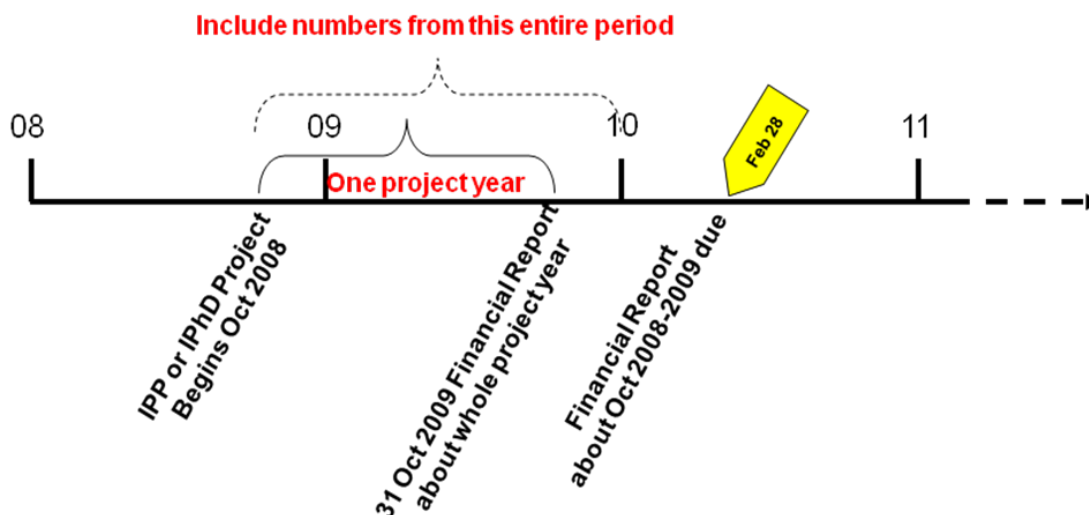 Include numbers from this entire period
08
09
10
11
Feb 28
One project year
IPP or IPhD Project
Begins Oct 2008
31 Oct 2009 Financial Report
about whole project year
Financial Report
about Oct 2008-2009 due